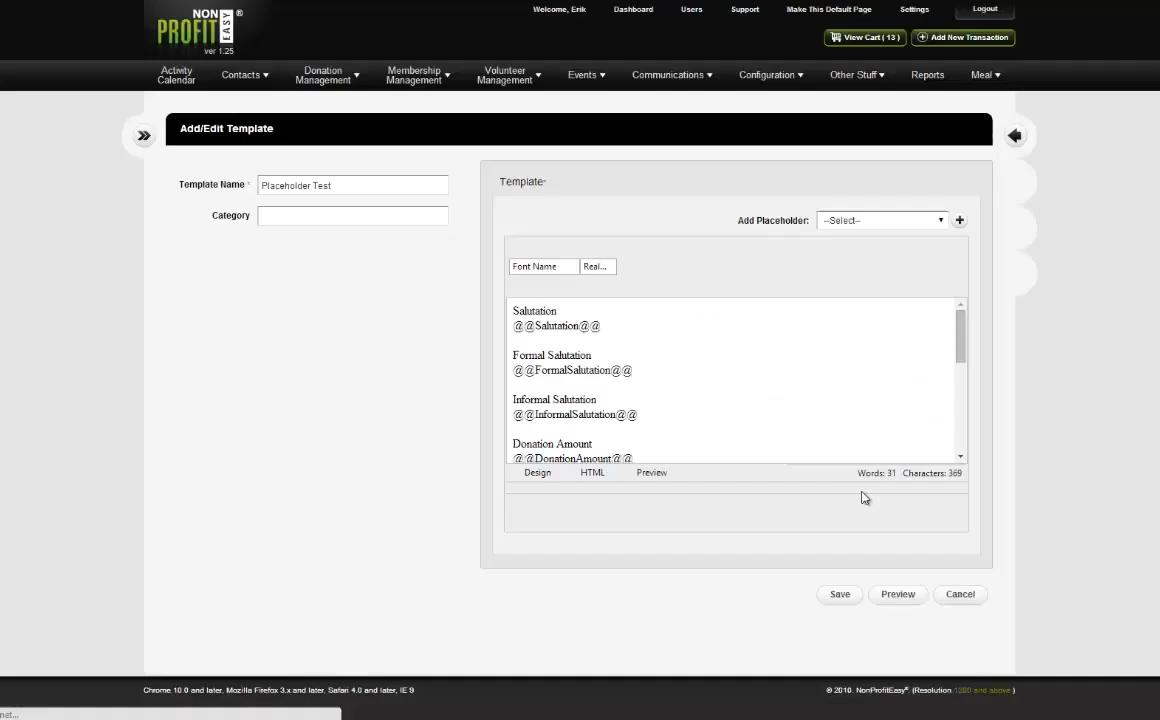 Welcome, Erik Dashboard Users Support Make This Default Page Settings Logout
NON PROFIT EASY ®
ver 1.25
View Cart ( 13 ) Add New Transaction
Activity Calendar Contacts Donation Management Membership Management Volunteer Management Events Communications Configuration Other Stuff Reports Meal
Add/Edit Template
Template Name * Placeholder Test
Category
Template*
Add Placeholder: --Select--
Font Name Real...
Salutation
@@Salutation@@
Formal Salutation
@@FormalSalutation@@
Informal Salutation
@@InformalSalutation@@
Donation Amount
@@DonationAmount@@
Design HTML Preview Words: 31 Characters: 369
Save Preview Cancel
Chrome 10.0 and later, Mozilla Firefox 3.x and later, Safari 4.0 and later, IE 9 © 2010. NonProfitEasy®. (Resolution 1280 and above )
net...